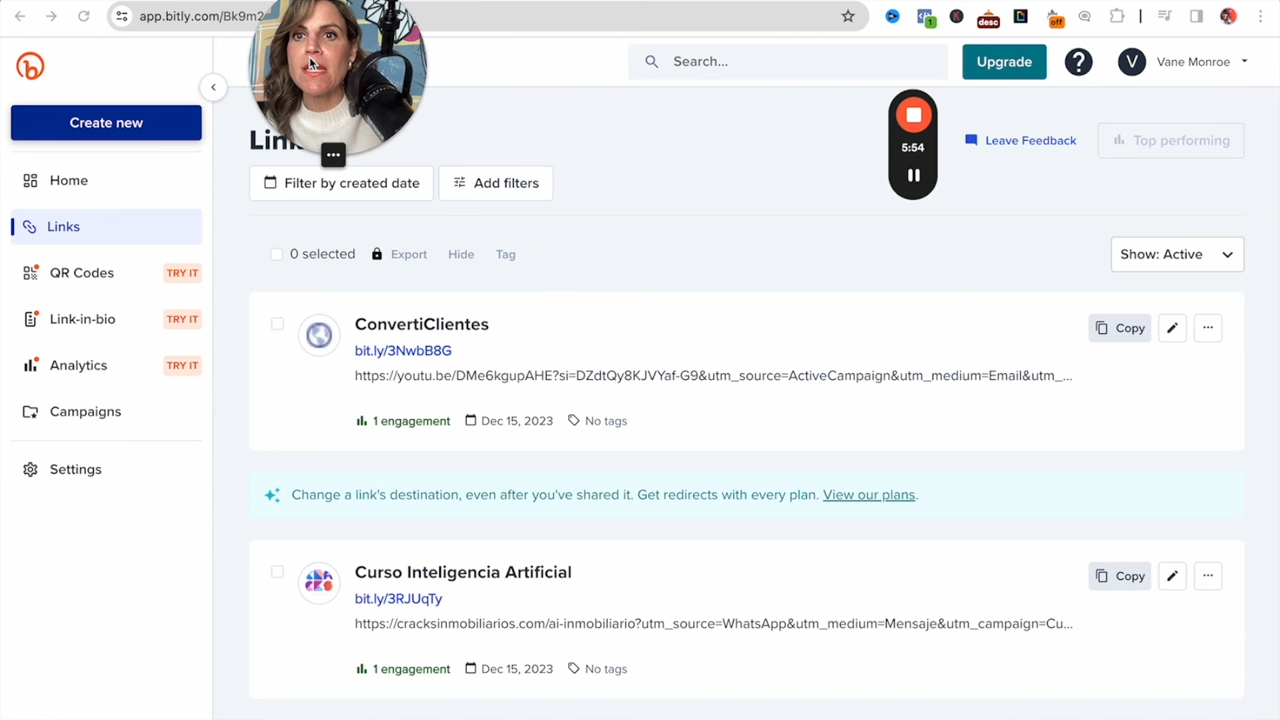 app.bitly.com/Bk9m2
1
desc
off
Search...
Upgrade
?
V
Vane Monroe
Create new
5:54
Leave Feedback
Top performing
Filter by created date
Add filters
Home
Links
QR Codes TRY IT
Link-in-bio TRY IT
Analytics TRY IT
Campaigns
Settings
0 selected
Export
Hide
Tag
Show: Active
ConvertiClientes
Copy
bit.ly/3NwbB8G
https://youtu.be/DMe6kgupAHE?si=DZdtQy8KJVYaf-G9&utm_source=ActiveCampaign&utm_medium=Email&utm_...
1 engagement
Dec 15, 2023
No tags
Change a link's destination, even after you've shared it. Get redirects with every plan. View our plans.
Curso Inteligencia Artificial
Copy
bit.ly/3RJUqTy
https://cracksinmobiliarios.com/ai-inmobiliario?utm_source=WhatsApp&utm_medium=Mensaje&utm_campaign=Cu...
1 engagement
Dec 15, 2023
No tags